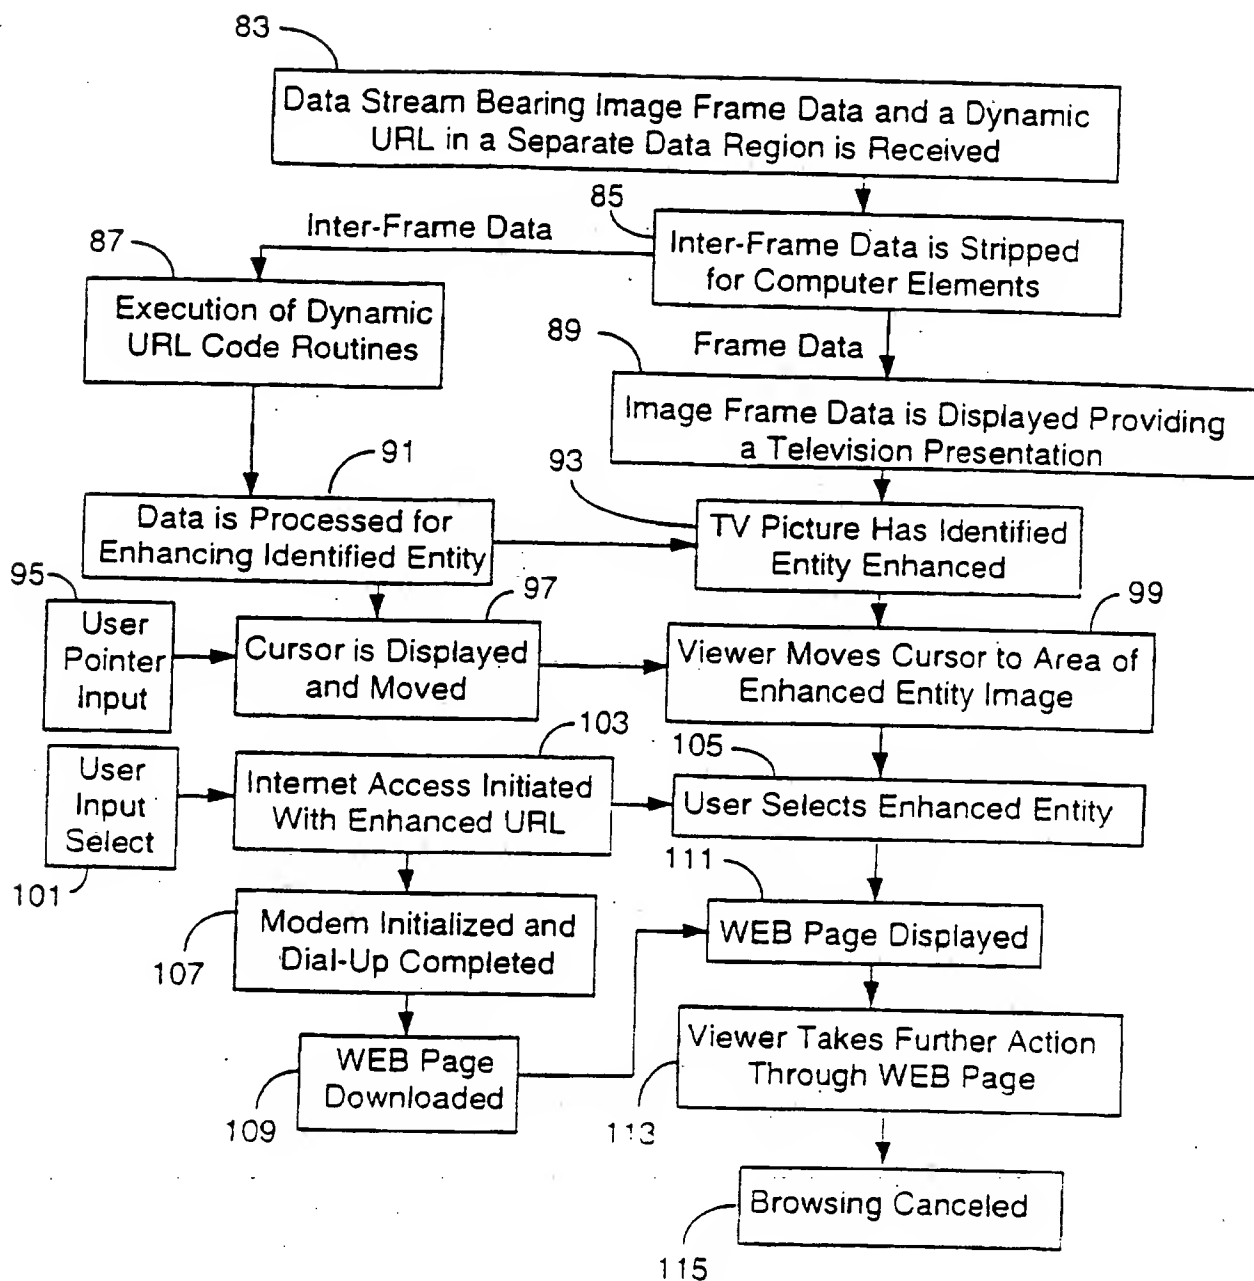 83
Data Stream Bearing Image Frame Data and a Dynamic
URL in a Separate Data Region is Received
85
Inter-Frame Data
87
Inter-Frame Data is Stripped
for Computer Elements
Execution of Dynamic
URL Code Routines
89
Frame Data
Image Frame Data is Displayed Providing
a Television Presentation
91
93
Data is Processed for
Enhancing Identified Entity
TV Picture Has Identified
Entity Enhanced
95
97
99
User
Pointer
Input
Cursor is Displayed
and Moved
Viewer Moves Cursor to Area of
Enhanced Entity Image
103
105
User
Input
Select
Internet Access Initiated
With Enhanced URL
User Selects Enhanced Entity
101
111
107
Modem Initialized and
Dial-Up Completed
WEB Page Displayed
WEB Page
Downloaded
109
Viewer Takes Further Action
Through WEB Page
113
Browsing Canceled
115